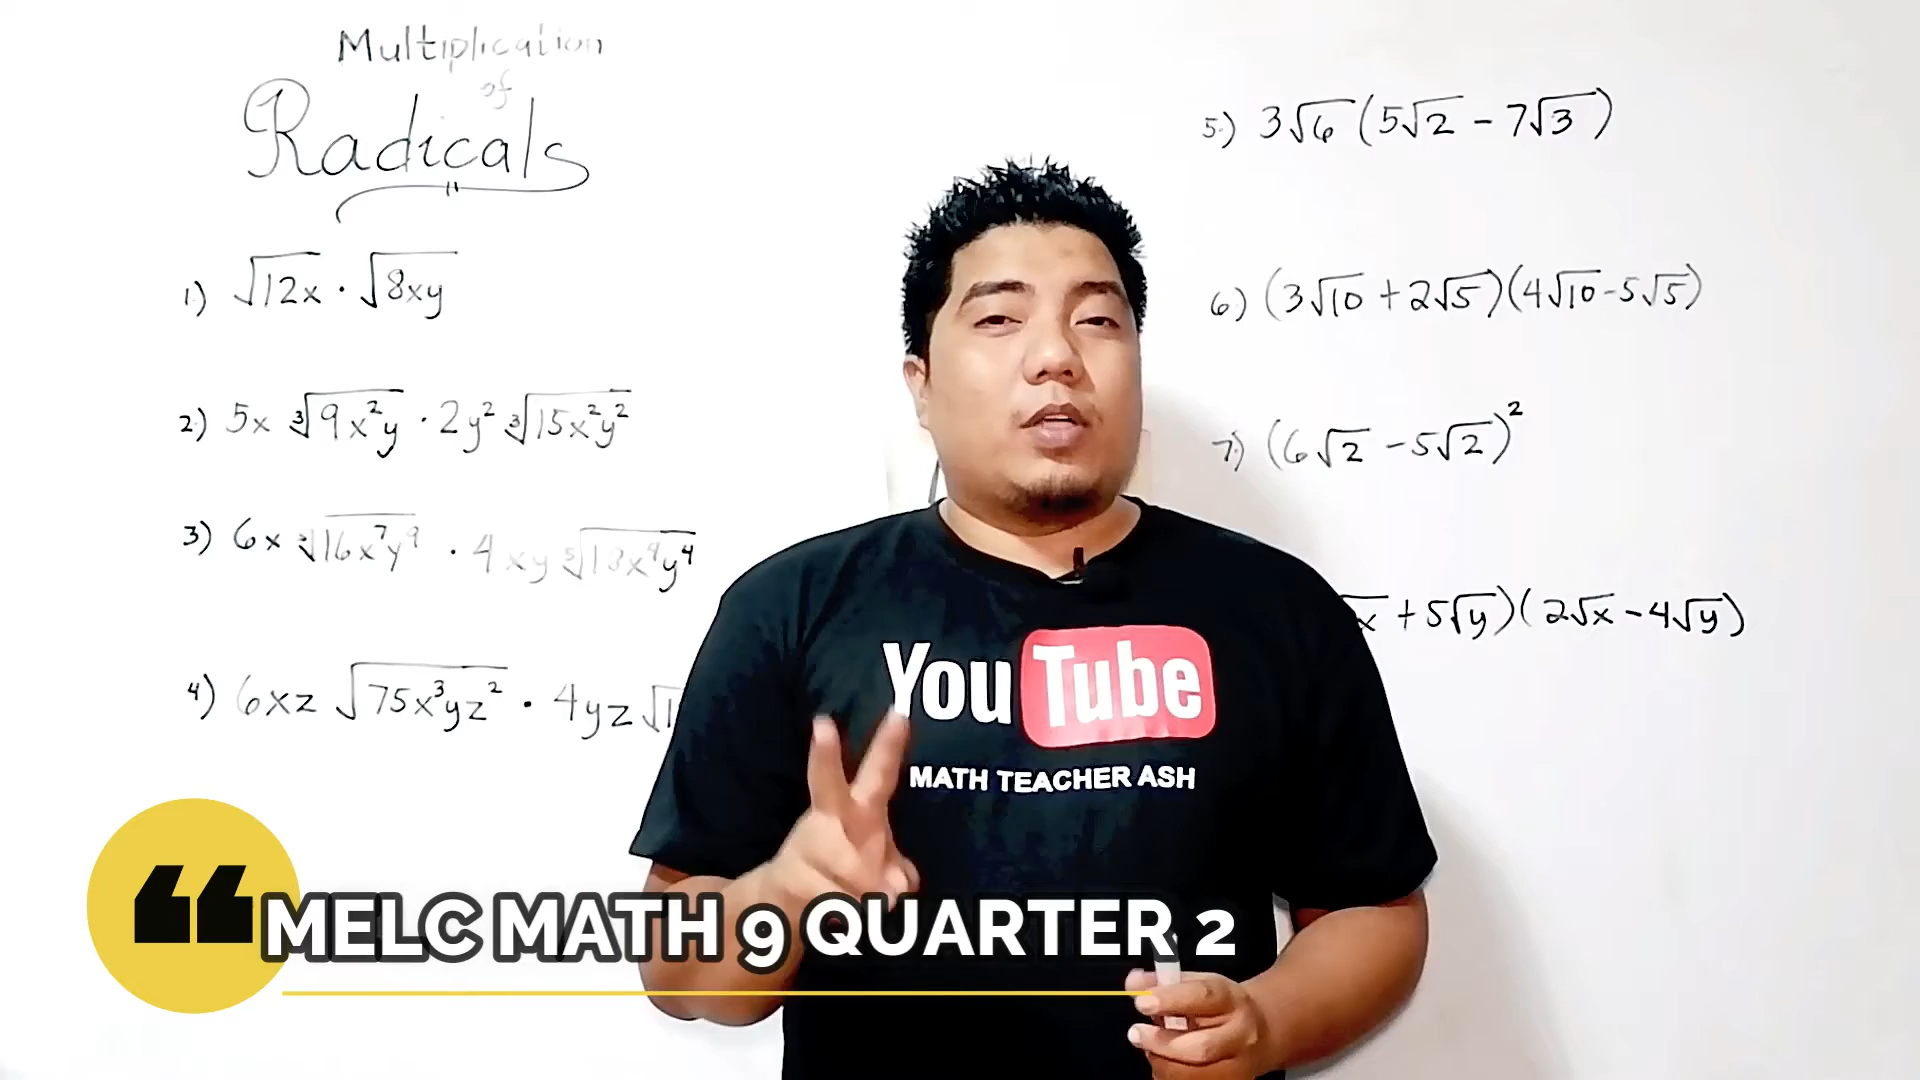 Multiplication
of
Radicals
1.) √12x · √8xy
2.) 5x ∛9x²y · 2y² ∛15x²y²
3.) 6x √16x⁷y⁹ · 4xy ⁵√18x⁹y⁴
4.) 6xz √75x³yz² · 4yz √1
5.) 3√6 (5√2 - 7√3)
6.) (3√10 + 2√5)(4√10 - 5√5)
7.) (6√2 - 5√2)²
√x + 5√y)(2√x - 4√y)
YouTube
MATH TEACHER ASH
MELC MATH 9 QUARTER 2